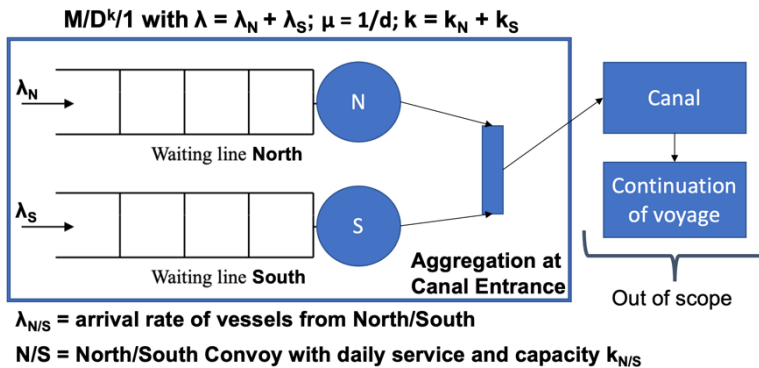 M/Dᵏ/1 with λ = λ_N + λ_S; μ = 1/d; k = k_N + k_S
λ_N
N
Waiting line North
λ_S
S
Waiting line South
Aggregation at
Canal Entrance
Canal
Continuation
of voyage
Out of scope
λ_N/S = arrival rate of vessels from North/South
N/S = North/South Convoy with daily service and capacity k_N/S